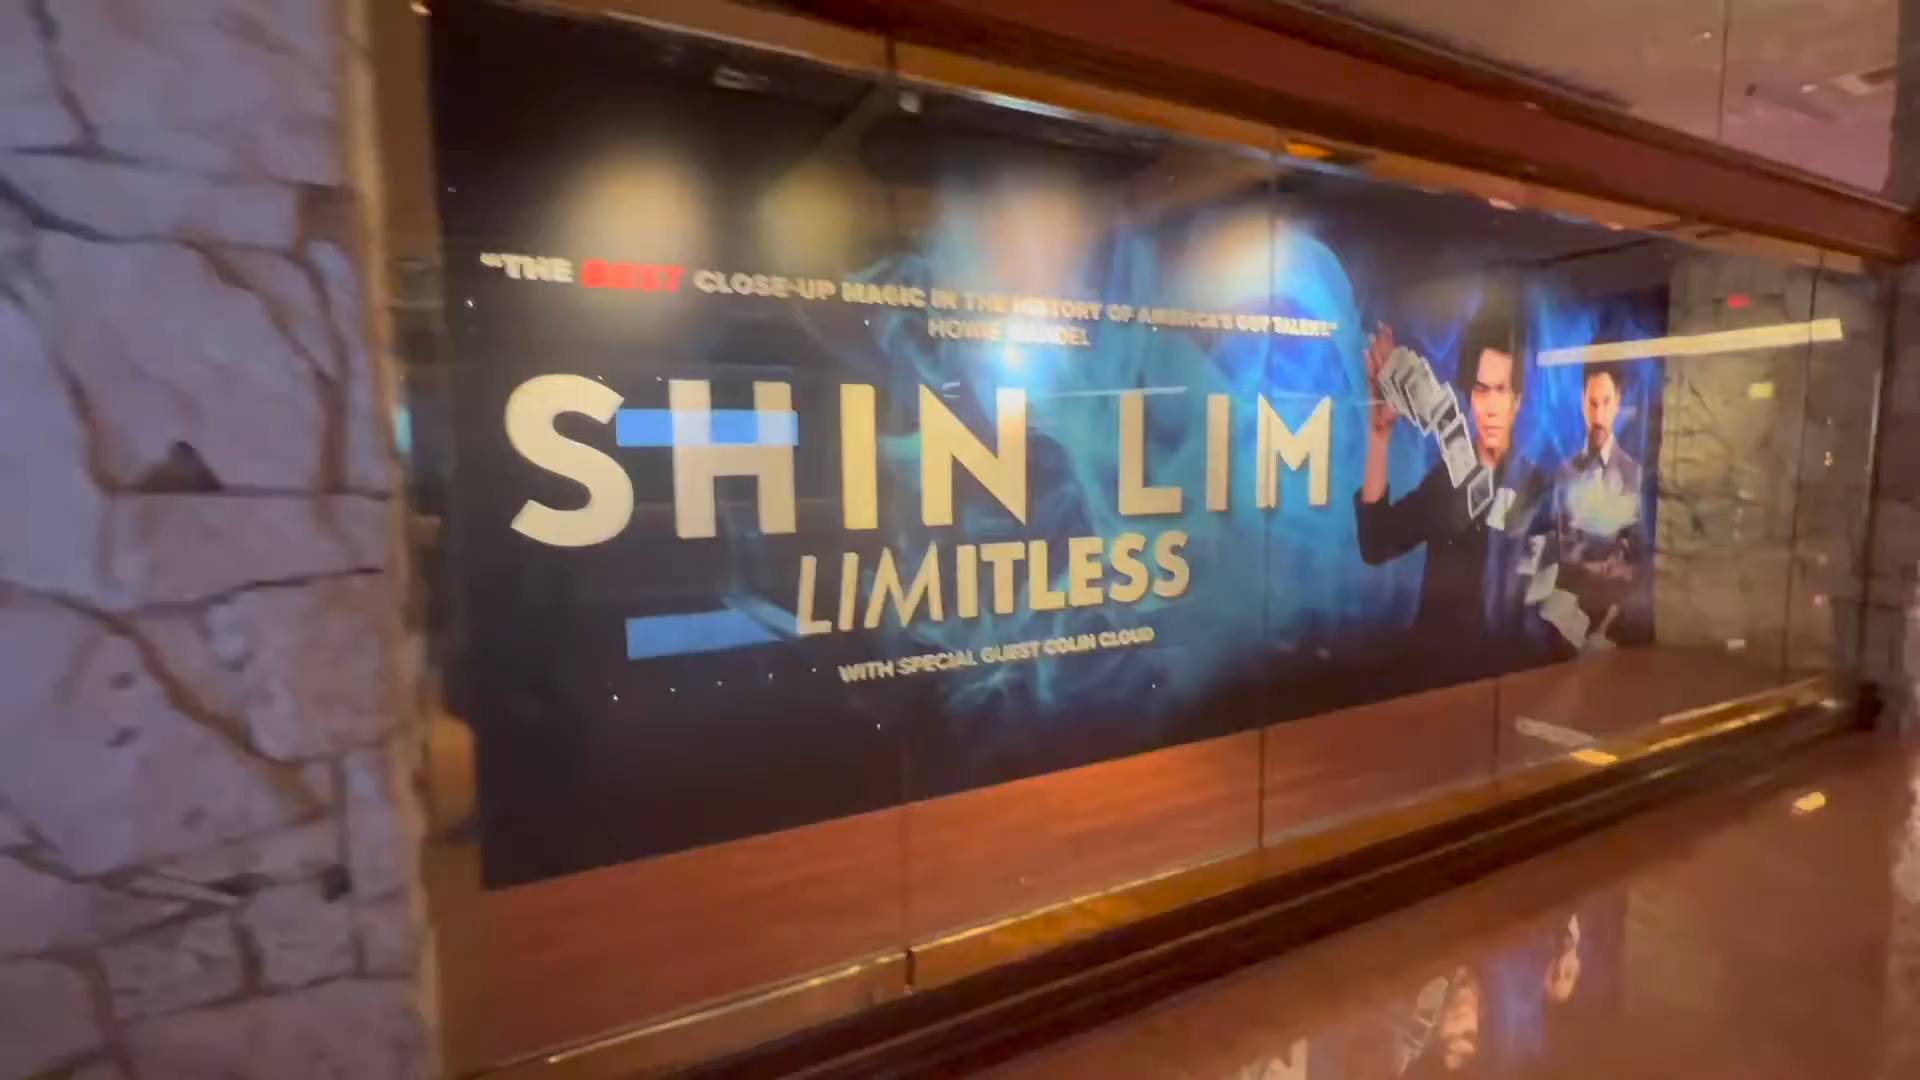 “THE BEST CLOSE-UP MAGIC IN THE HISTORY OF AMERICA'S GOT TALENT.”
HOWIE MANDEL
SHIN LIM
LIMITLESS
WITH SPECIAL GUEST COLIN CLOUD